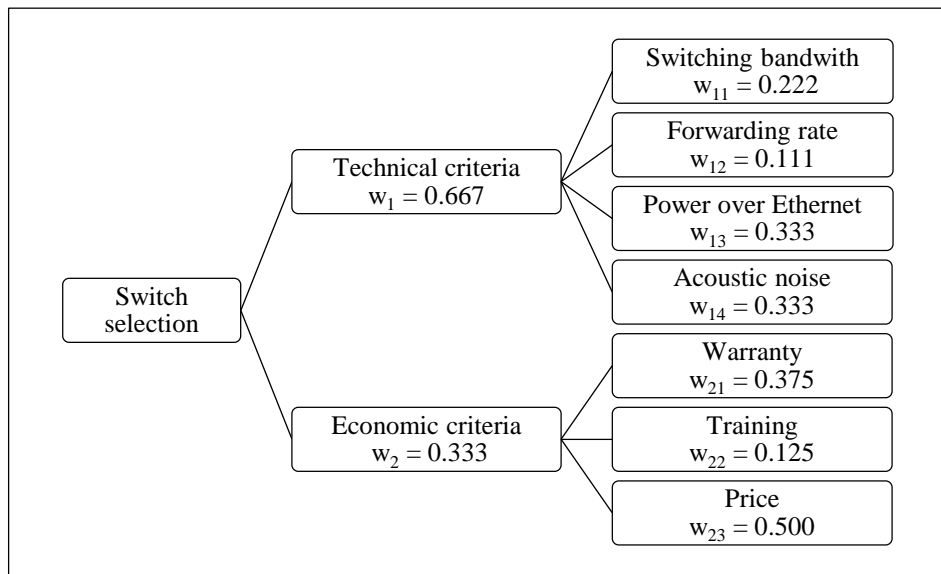 Switch
selection
Technical criteria
w₁ = 0.667
Switching bandwith
w₁₁ = 0.222
Forwarding rate
w₁₂ = 0.111
Power over Ethernet
w₁₃ = 0.333
Acoustic noise
w₁₄ = 0.333
Economic criteria
w₂ = 0.333
Warranty
w₂₁ = 0.375
Training
w₂₂ = 0.125
Price
w₂₃ = 0.500